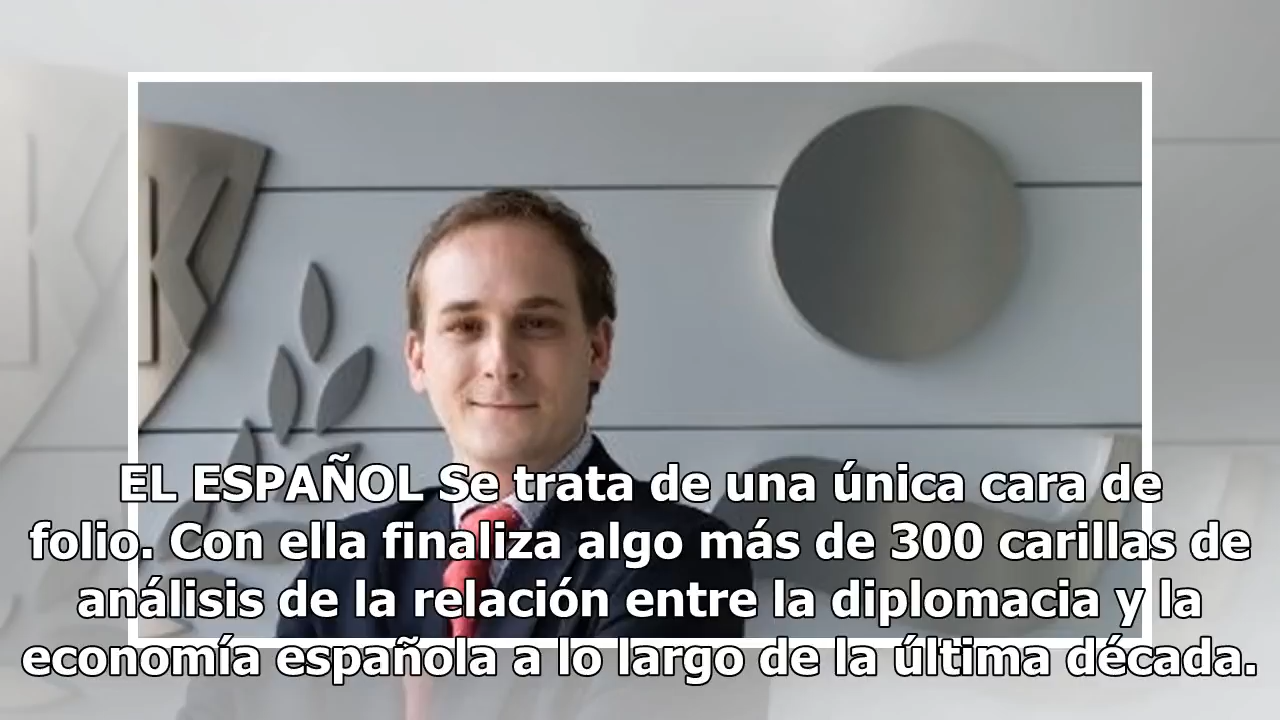 EL ESPAÑOL Se trata de una única cara de
folio. Con ella finaliza algo más de 300 carillas de
análisis de la relación entre la diplomacia y la
economía española a lo largo de la última década.